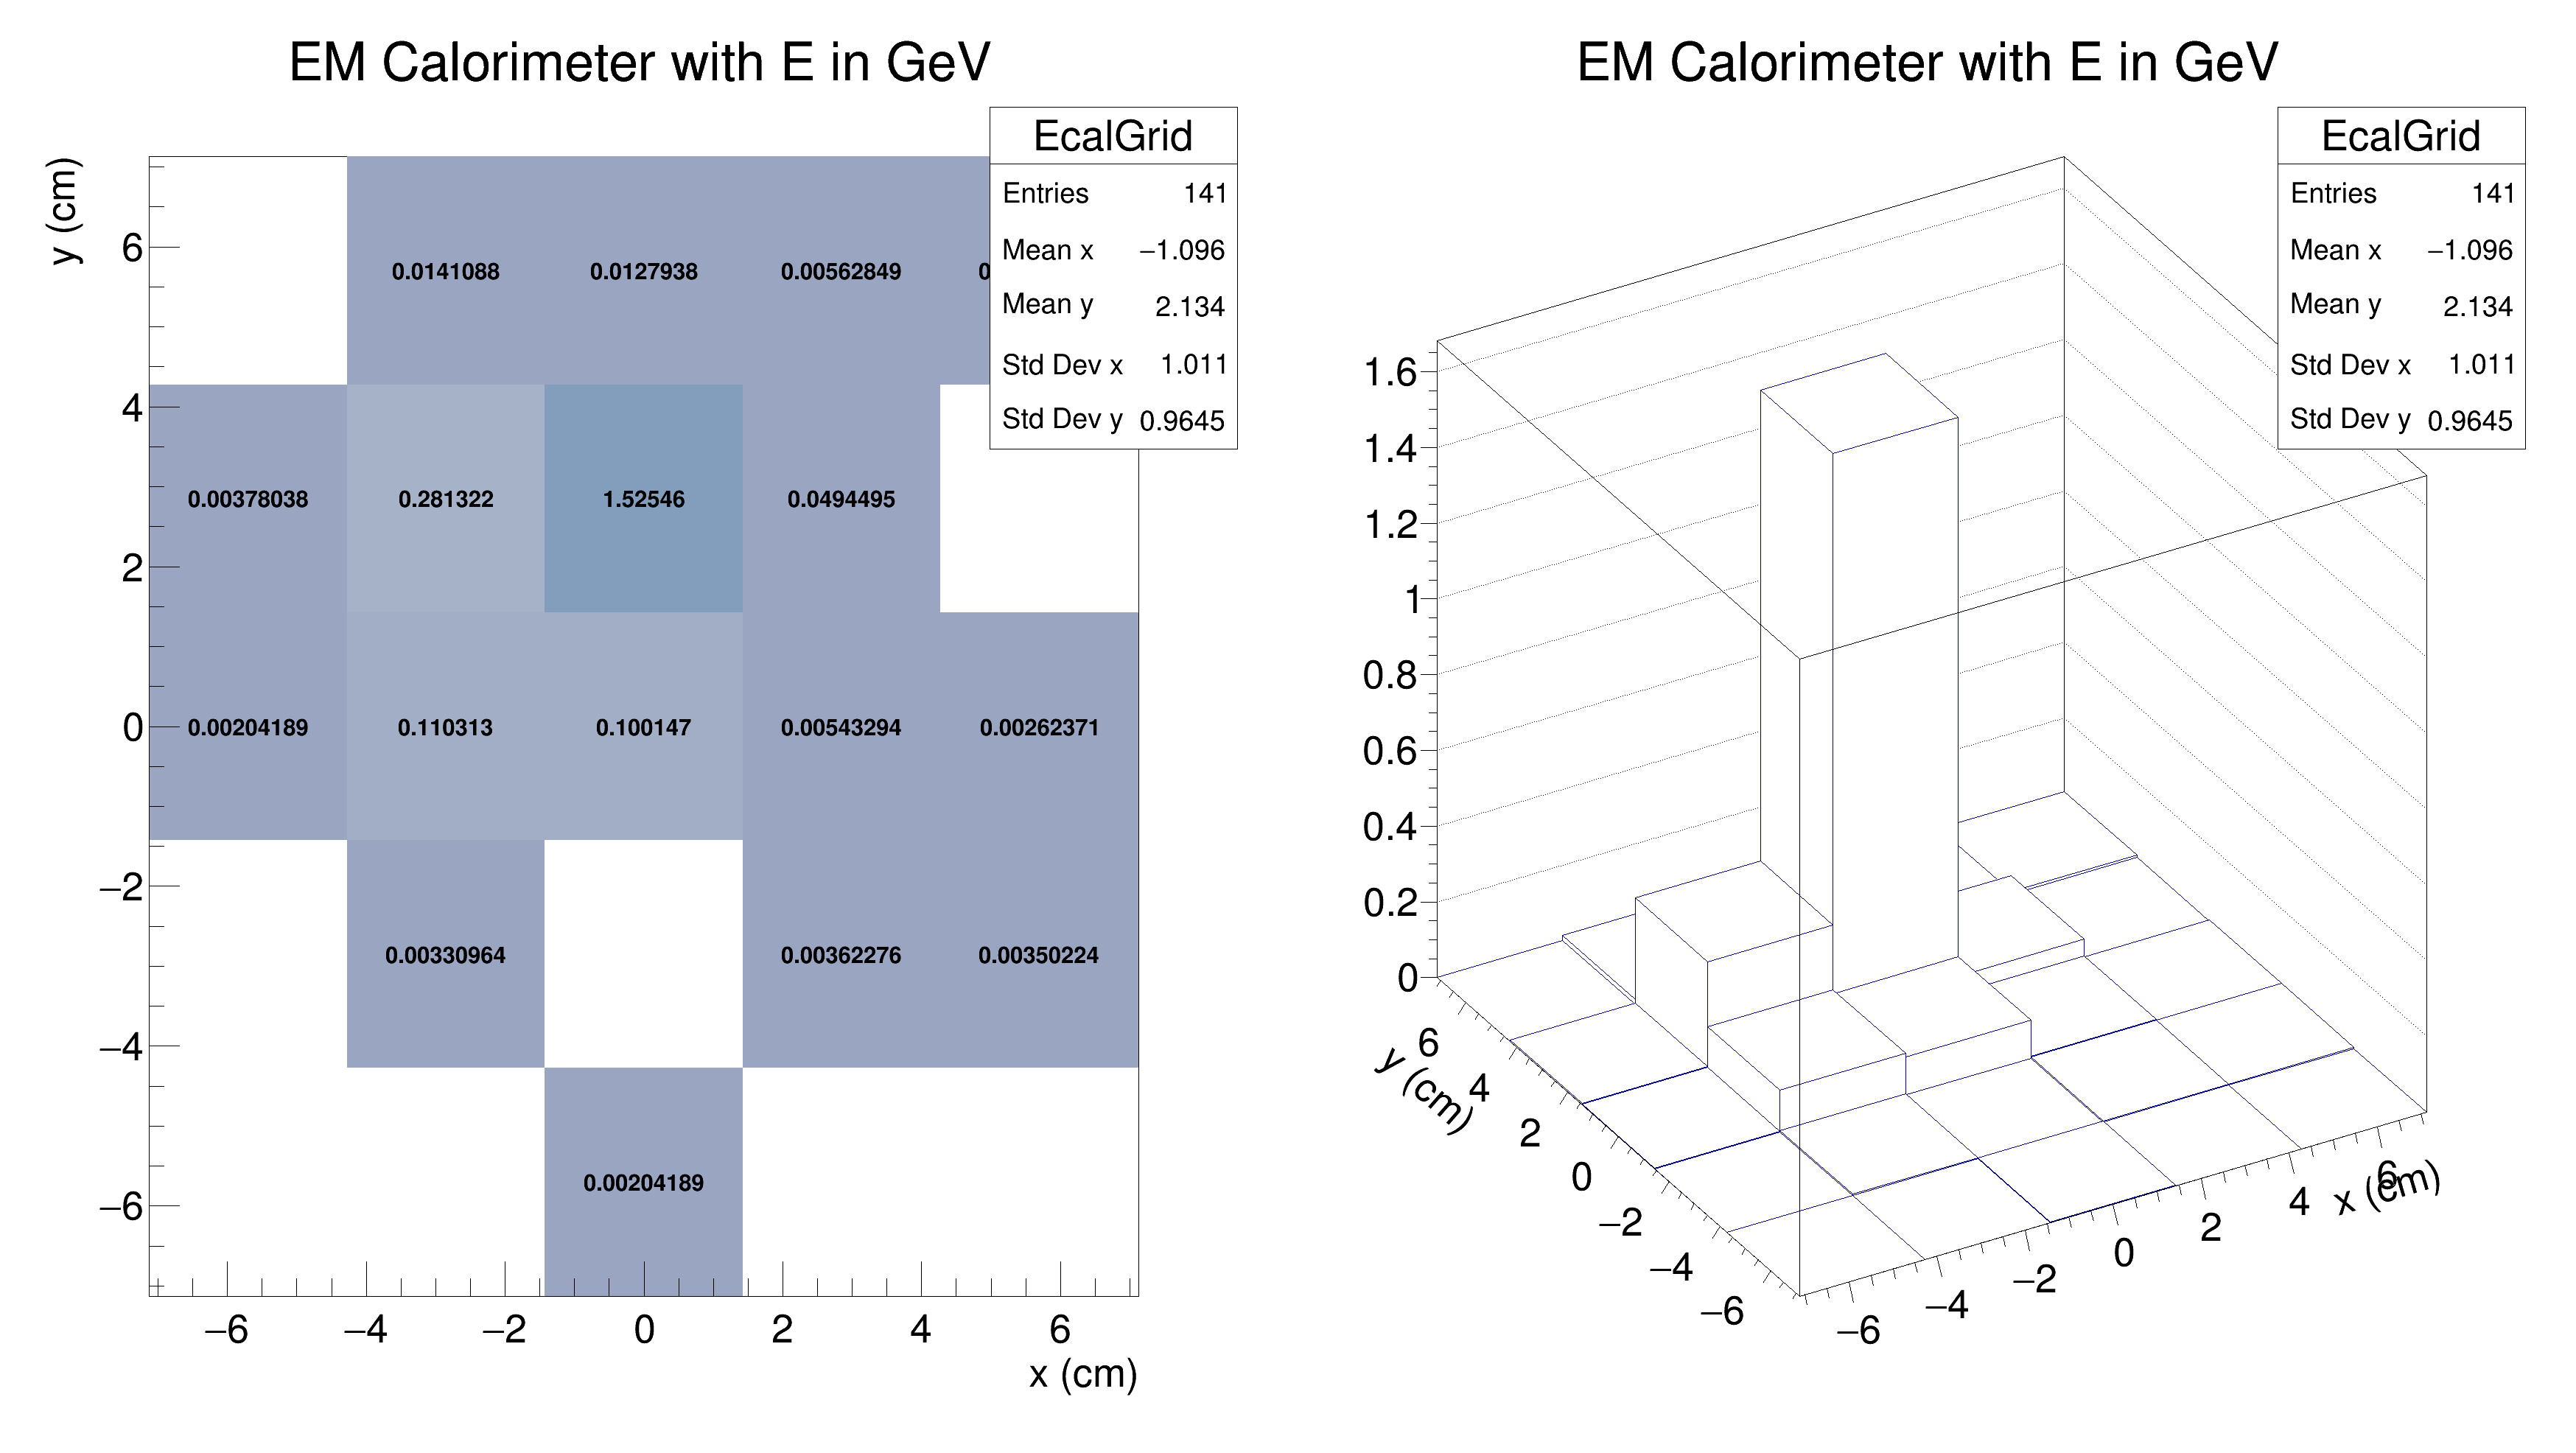 EM Calorimeter with E in GeV
EcalGrid
Entries 141
Mean x −1.096
Mean y 2.134
Std Dev x 1.011
Std Dev y 0.9645
y (cm)
6
4
2
0
−2
−4
−6
0.0141088 0.0127938 0.00562849
0.00378038 0.281322 1.52546 0.0494495
0.00204189 0.110313 0.100147 0.00543294 0.00262371
0.00330964 0.00362276 0.00350224
0.00204189
−6 −4 −2 0 2 4 6
x (cm)
EM Calorimeter with E in GeV
EcalGrid
Entries 141
Mean x −1.096
Mean y 2.134
Std Dev x 1.011
Std Dev y 0.9645
1.6
1.4
1.2
1
0.8
0.6
0.4
0.2
0
y (cm)
6
4
2
0
−2
−4
−6
−6 −4 −2 0 2 4 6
x (cm)